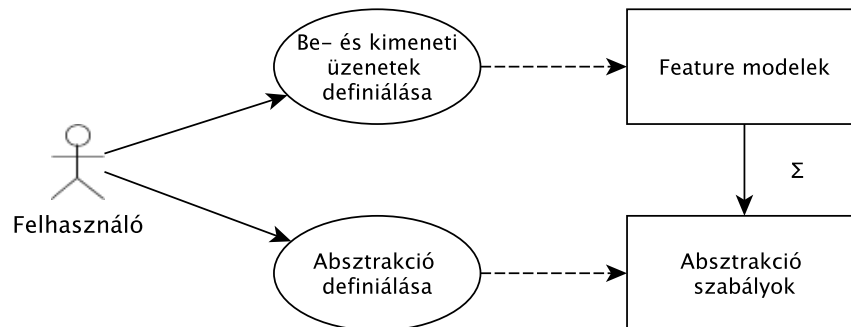 Be- és kimeneti
üzenetek
definiálása
Feature modelek
Σ
Felhasználó
Absztrakció
definiálása
Absztrakció
szabályok